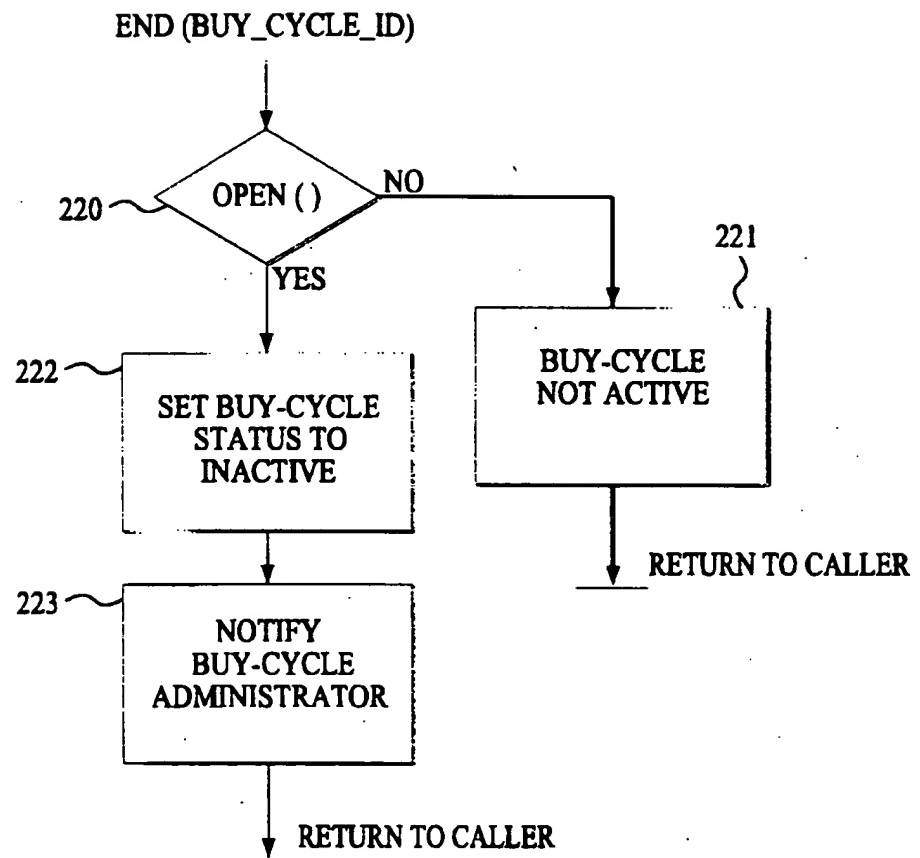 END (BUY_CYCLE_ID)
OPEN ( )
NO
220
YES
221
222
BUY-CYCLE
NOT ACTIVE
SET BUY-CYCLE
STATUS TO
INACTIVE
RETURN TO CALLER
223
NOTIFY
BUY-CYCLE
ADMINISTRATOR
RETURN TO CALLER